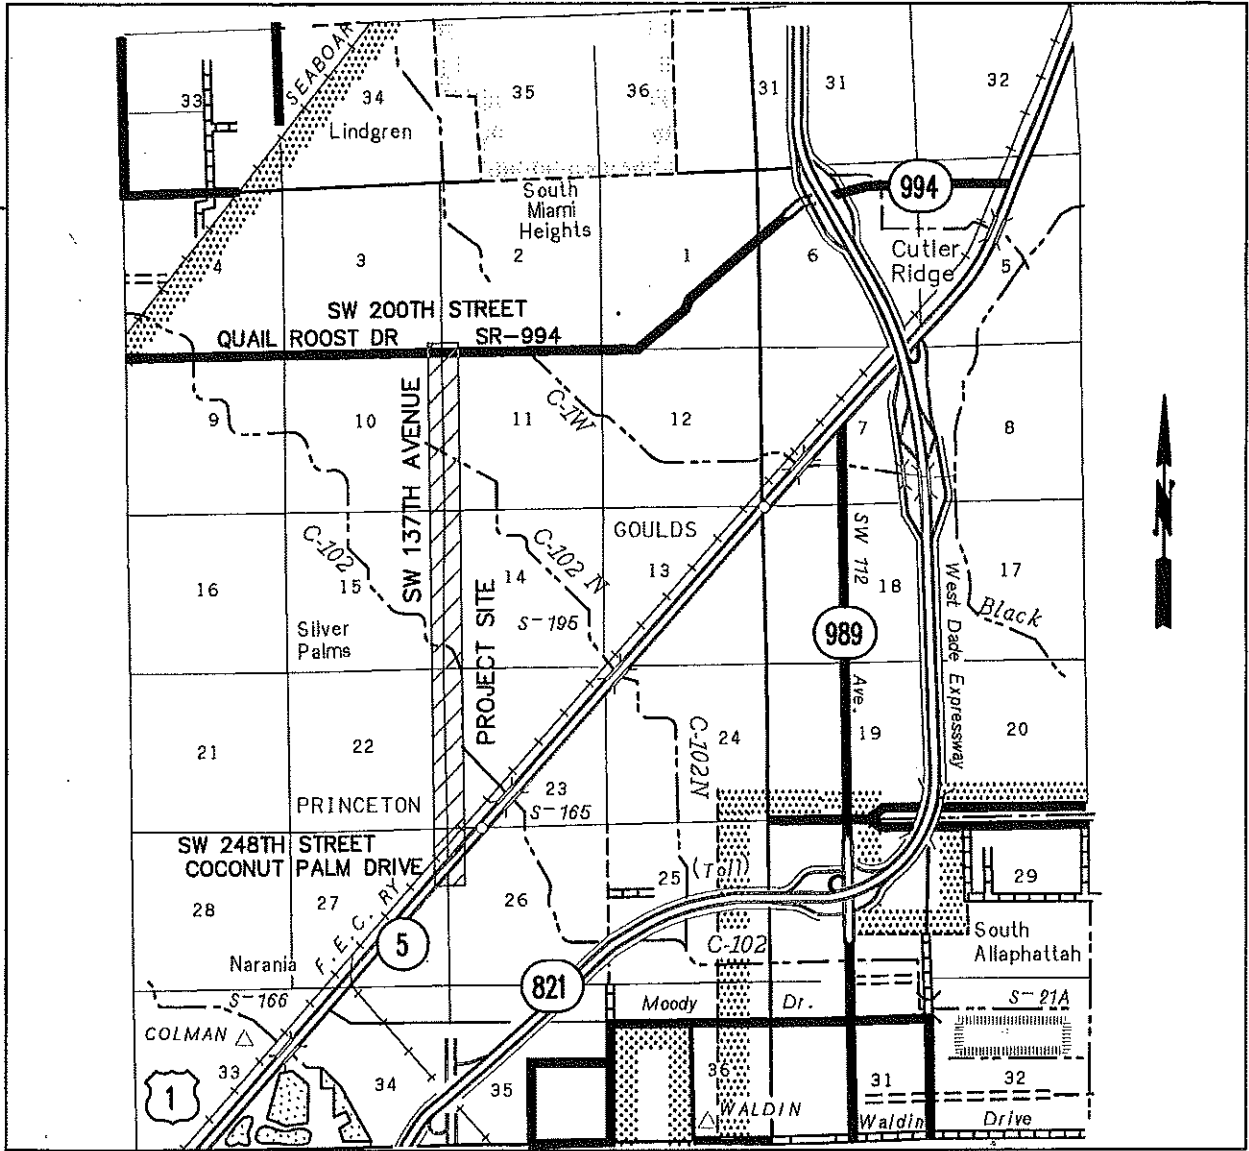 SEABOAR
33
34
35
36
31
31
32
Lindgren
994
South
Miami
Heights
Cutler
Ridge
4
3
2
1
6
5
SW 200TH STREET
QUAIL ROOST DR SR-994
SW 137TH AVENUE
C-1W
9
10
11
12
7
8
GOULDS
C-102
C-102 N
SW 112
Ave.
16
15
14
13
18
17
S-195
Black
989
Silver
Palms
PROJECT SITE
West Dade Expressway
C-102N
21
22
23
24
19
20
PRINCETON
S-165
SW 248TH STREET
COCONUT PALM DRIVE
(Toll)
28
27
26
25
29
F.E.C. RY.
5
South
Allaphattah
C-102
Narania
821
S-166
Moody Dr.
S-21A
COLMAN
33
34
35
36
31
32
1
WALDIN
Waldin Drive
N